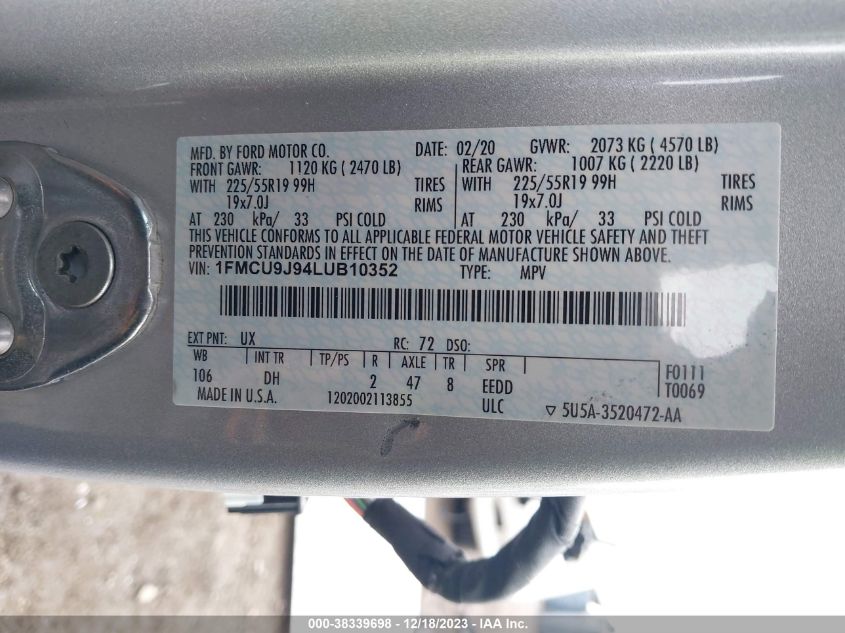 MFD. BY FORD MOTOR CO. DATE: 02/20 GVWR: 2073 KG ( 4570 LB)
FRONT GAWR: 1120 KG ( 2470 LB) REAR GAWR: 1007 KG ( 2220 LB)
WITH 225/55R19 99H TIRES WITH 225/55R19 99H TIRES
19x7.0J RIMS 19x7.0J RIMS
AT 230 kPa/ 33 PSI COLD AT 230 kPa/ 33 PSI COLD
THIS VEHICLE CONFORMS TO ALL APPLICABLE FEDERAL MOTOR VEHICLE SAFETY AND THEFT
PREVENTION STANDARDS IN EFFECT ON THE DATE OF MANUFACTURE SHOWN ABOVE.
VIN: 1FMCU9J94LUB10352 TYPE: MPV
EXT PNT: UX RC: 72 DSO:
WB INT TR TP/PS R AXLE TR SPR
106 DH 2 47 8 EEDD
F0111
T0069
MADE IN U.S.A. 1202002113855 ULC ▽ 5U5A-3520472-AA
000-38339698 - 12/18/2023 - IAA Inc.